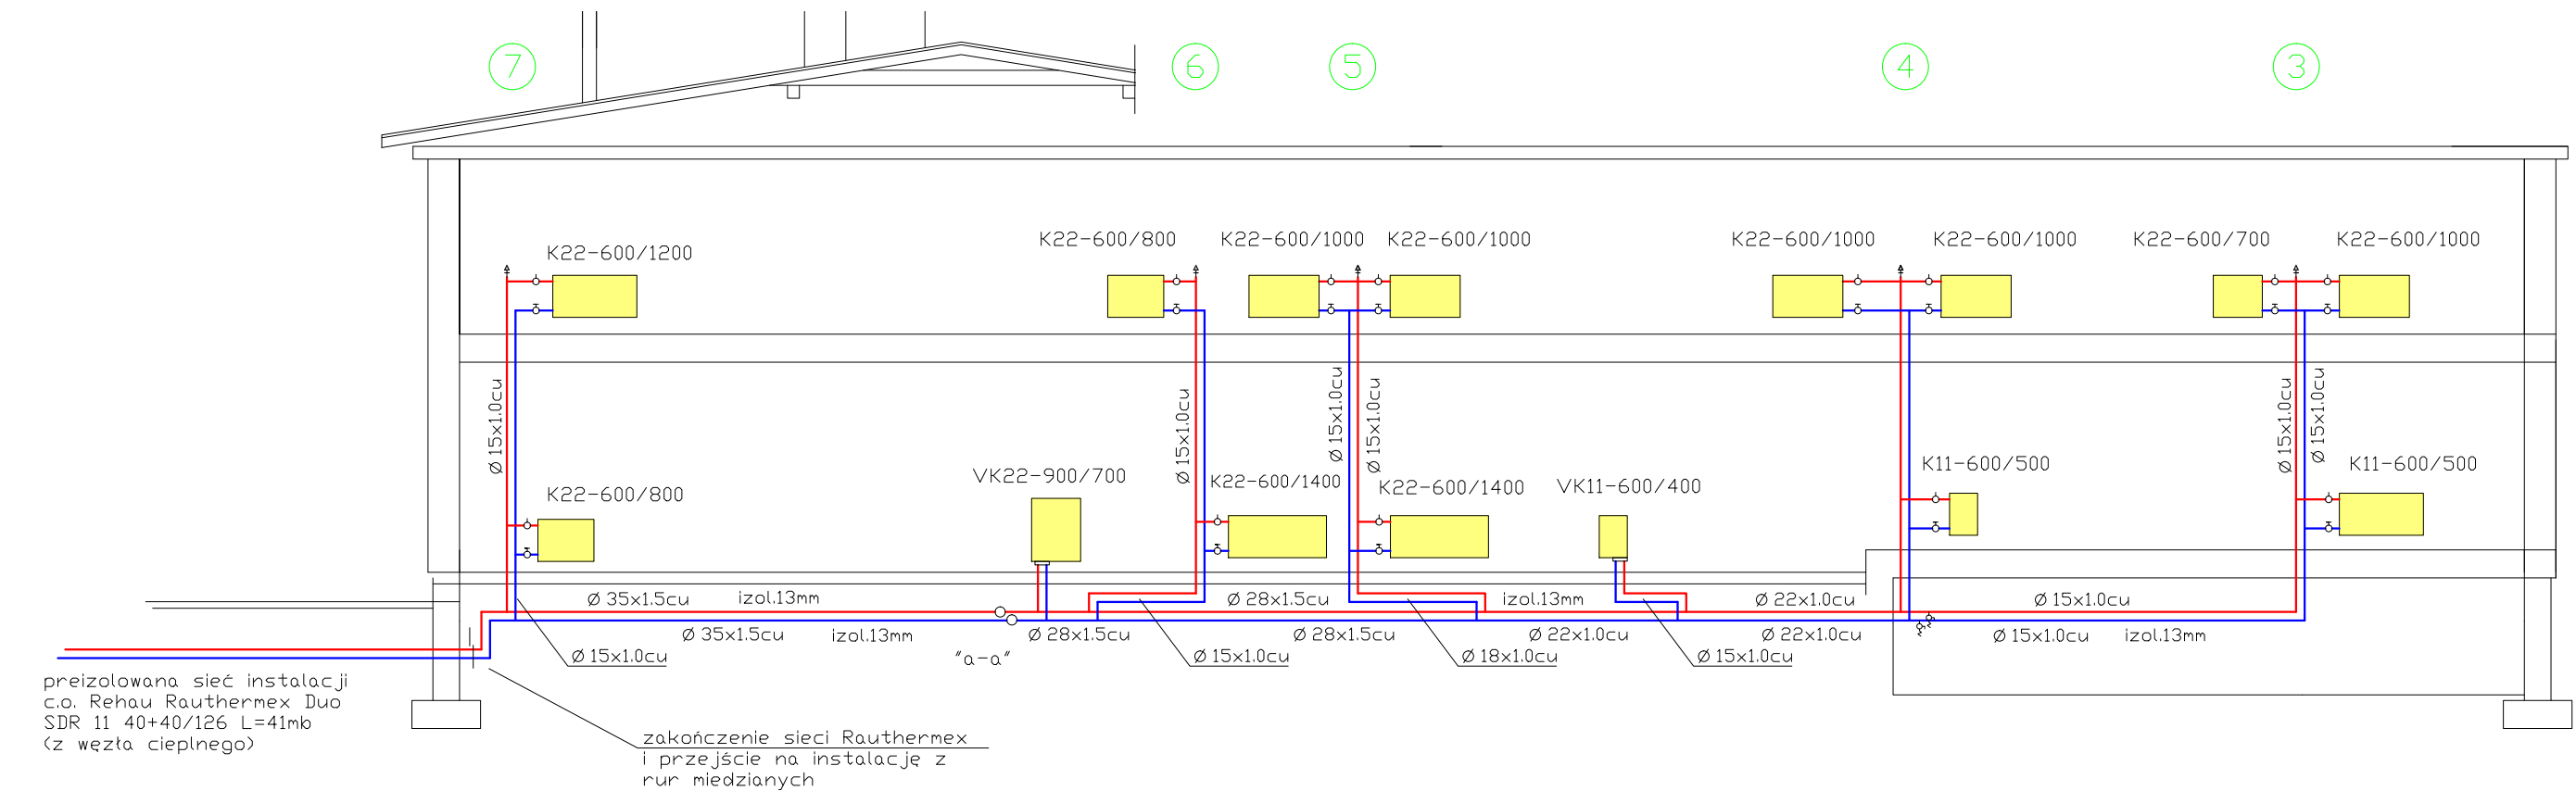 7
6
5
4
3
K22-600/1200
K22-600/800
K22-600/1000
K22-600/1000
K22-600/1000
K22-600/1000
K22-600/700
K22-600/1000
Ø 15x1.0cu
Ø 15x1.0cu
Ø 15x1.0cu
Ø 15x1.0cu
Ø 15x1.0cu
Ø 15x1.0cu
K22-600/800
VK22-900/700
K22-600/1400
K22-600/1400
VK11-600/400
K11-600/500
K11-600/500
Ø 35x1.5cu
izol.13mm
Ø 28x1.5cu
izol.13mm
Ø 22x1.0cu
Ø 15x1.0cu
Ø 35x1.5cu
izol.13mm
Ø 28x1.5cu
Ø 28x1.5cu
Ø 22x1.0cu
Ø 22x1.0cu
Ø 15x1.0cu
izol.13mm
Ø 15x1.0cu
"a-a"
Ø 15x1.0cu
Ø 18x1.0cu
Ø 15x1.0cu
preizolowana sieć instalacji
c.o. Rehau Rauthermex Duo
SDR 11 40+40/126 L=41mb
(z węzła cieplnego)
zakończenie sieci Rauthermex
i przejście na instalację z
rur miedzianych